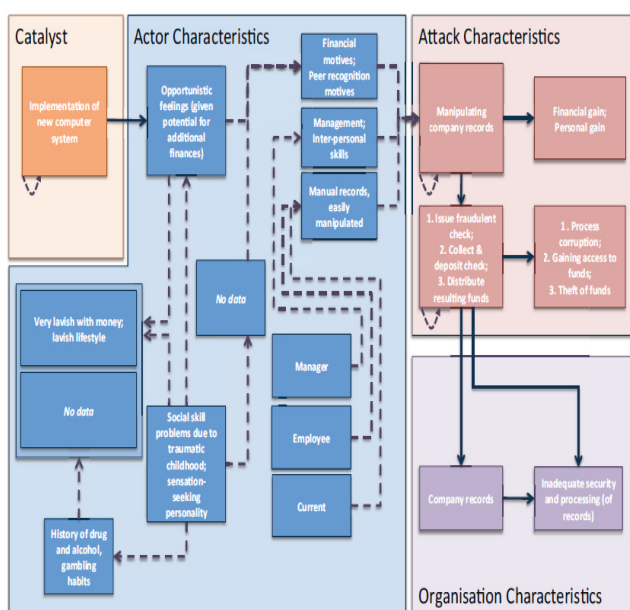 Catalyst
Implementation of
new computer
system
Actor Characteristics
Opportunistic
feelings (given
potential for
additional
finances)
Financial
motives;
Peer recognition
motives
Management;
Inter-personal
skills
Manual records,
easily
manipulated
No data
Very lavish with money;
lavish lifestyle
No data
Manager
Employee
Current
Social skill
problems due to
traumatic
childhood;
sensation-
seeking
personality
History of drug
and alcohol,
gambling
habits
Attack Characteristics
Manipulating
company records
Financial gain;
Personal gain
1. Issue fraudulent
check;
2. Collect &
deposit check;
3. Distribute
resulting funds
1 . Process
corruption;
2. Gaining access to
funds;
3. Theft of funds
Company records
Inadequate security
and processing (of
records)
Organisation Characteristics